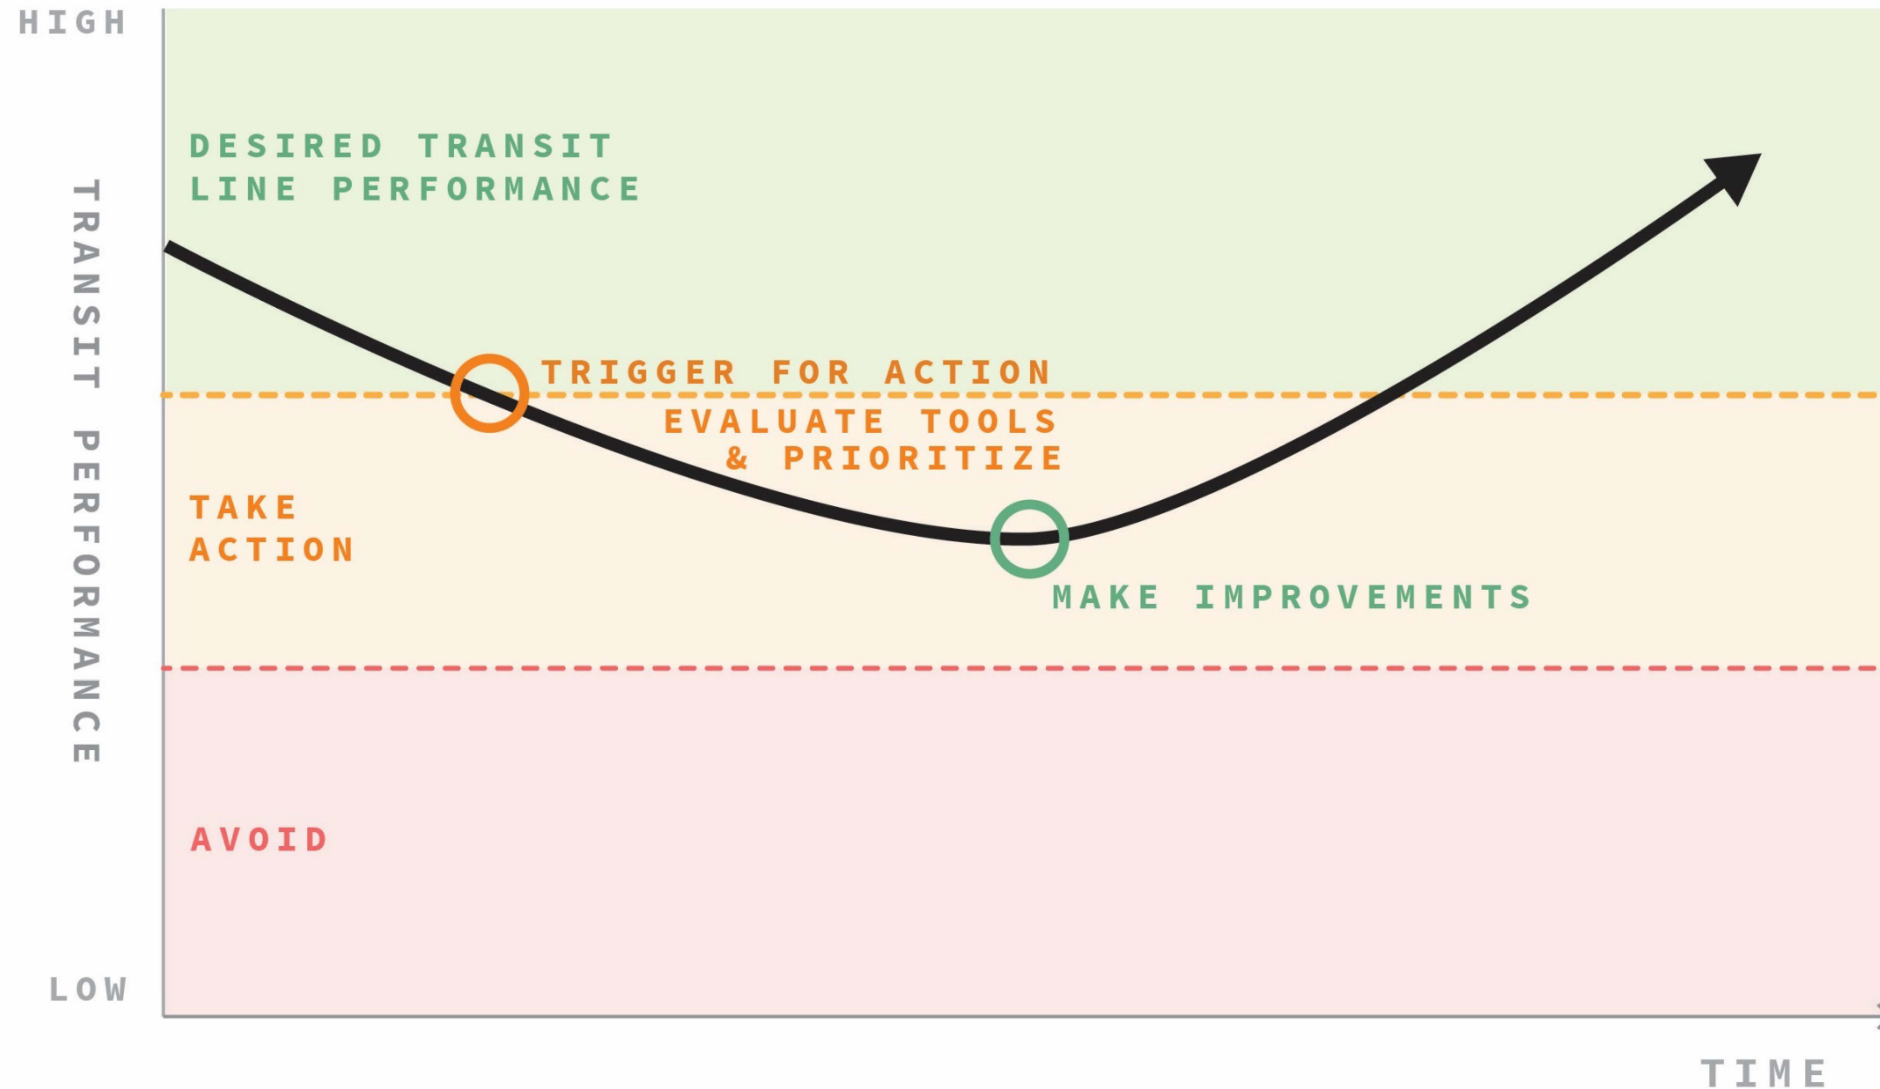 HIGH
DESIRED TRANSIT
LINE PERFORMANCE
TRANSIT PERFORMANCE
TRIGGER FOR ACTION
EVALUATE TOOLS
& PRIORITIZE
TAKE
ACTION
MAKE IMPROVEMENTS
AVOID
LOW
TIME